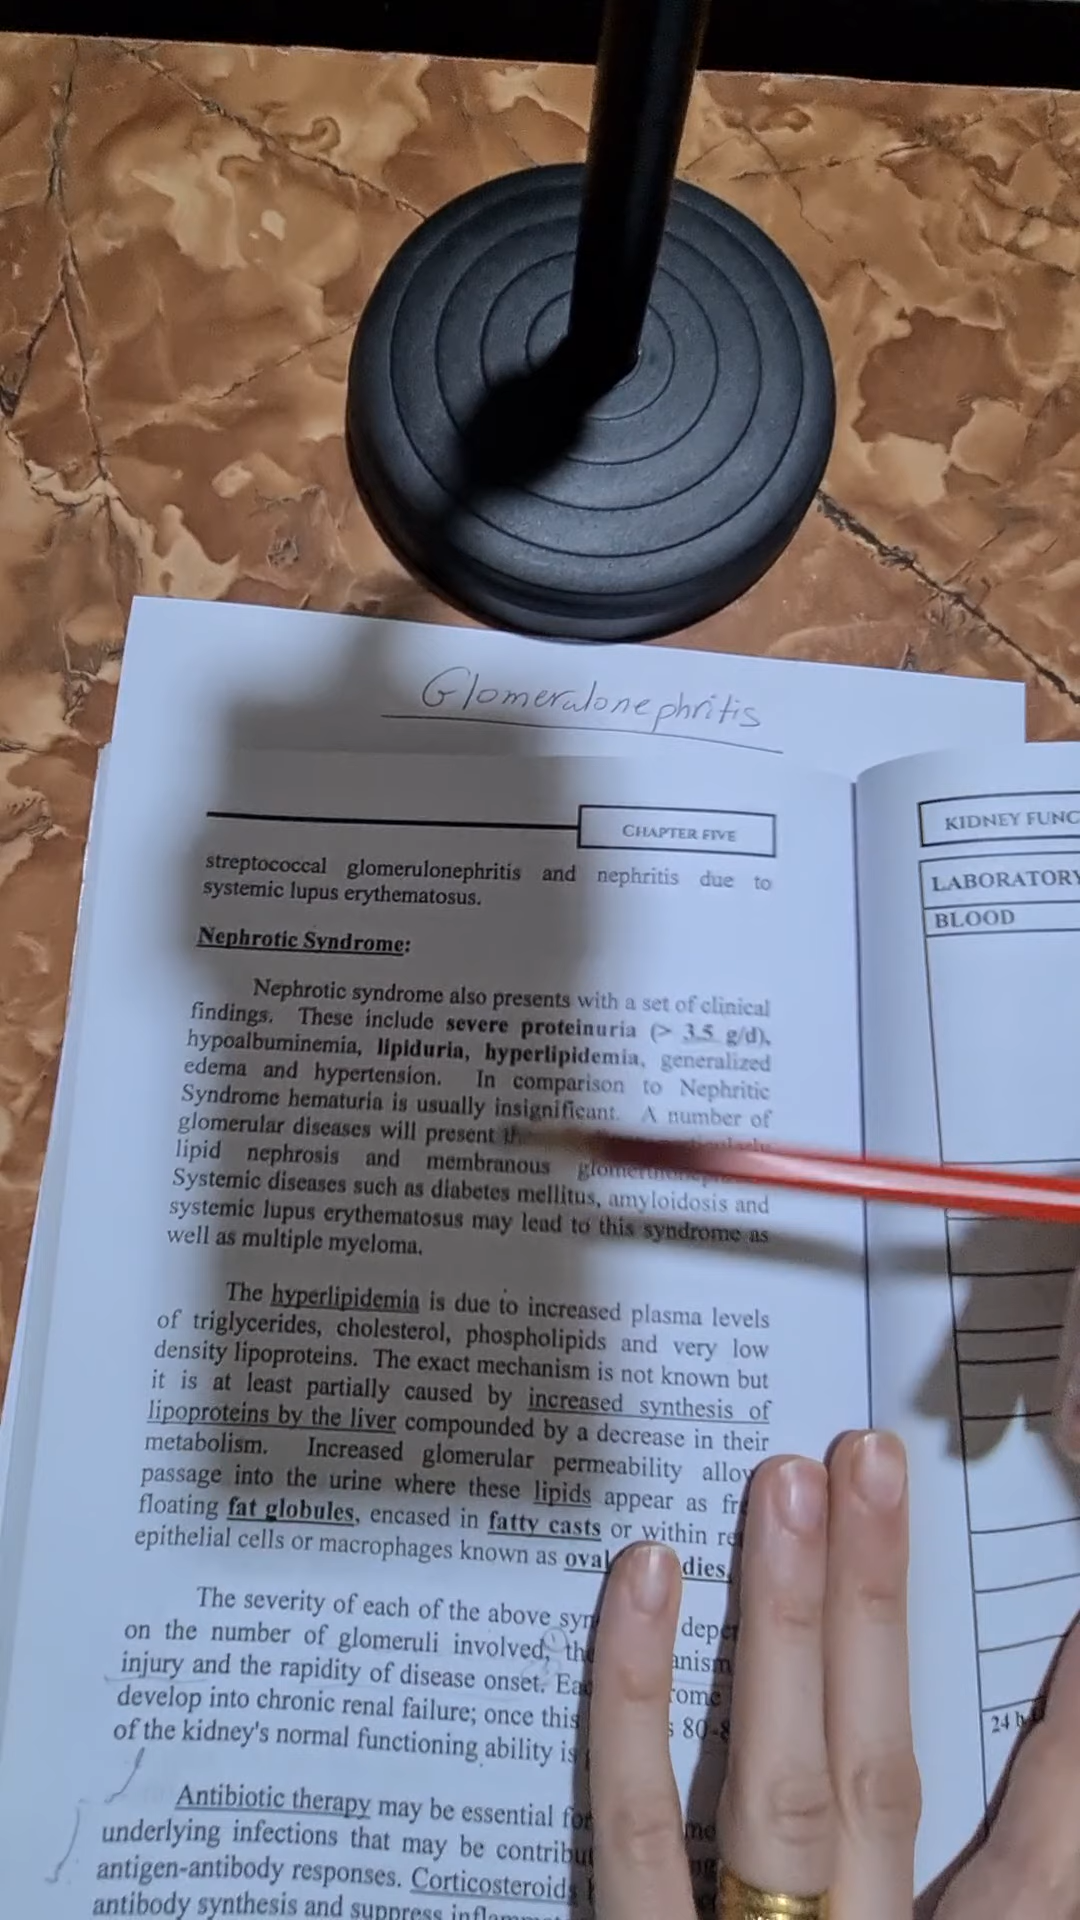 Glomerulonephritis
CHAPTER FIVE
streptococcal glomerulonephritis and nephritis due to
systemic lupus erythematosus.
Nephrotic Syndrome:
Nephrotic syndrome also presents with a set of clinical
findings. These include severe proteinuria (> 3.5 g/d),
hypoalbuminemia, lipiduria, hyperlipidemia, generalized
edema and hypertension. In comparison to Nephritic
Syndrome hematuria is usually insignificant. A number of
glomerular diseases will present
lipid nephrosis and membranous
Systemic diseases such as diabetes mellitus, amyloidosis and
systemic lupus erythematosus may lead to this syndrome as
well as multiple myeloma.
The hyperlipidemia is due to increased plasma levels
of triglycerides, cholesterol, phospholipids and very low
density lipoproteins. The exact mechanism is not known but
it is at least partially caused by increased synthesis of
lipoproteins by the liver compounded by a decrease in their
metabolism. Increased glomerular permeability
passage into the urine where these lipids appear as
floating fat globules, encased in fatty casts or within
epithelial cells or macrophages known as oval
The severity of each of the above
on the number of glomeruli involved,
injury and the rapidity of disease onset.
develop into chronic renal failure; once this
of the kidney's normal functioning ability is
Antibiotic therapy may be essential for
underlying infections that may be
antigen-antibody responses. Corticosteroids
antibody synthesis and suppress
KIDNEY
LABORATORY
BLOOD
24